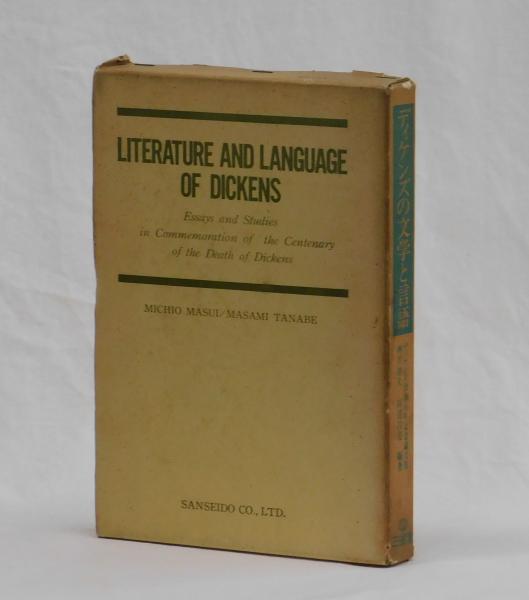 LITERATURE AND LANGUAGE
OF DICKENS
Essays and Studies
in Commemoration of the Centenary
of the Death of Dickens
MICHIO MASUI/MASAMI TANABE
SANSEIDO CO., LTD.
ディケンズの文学と言語